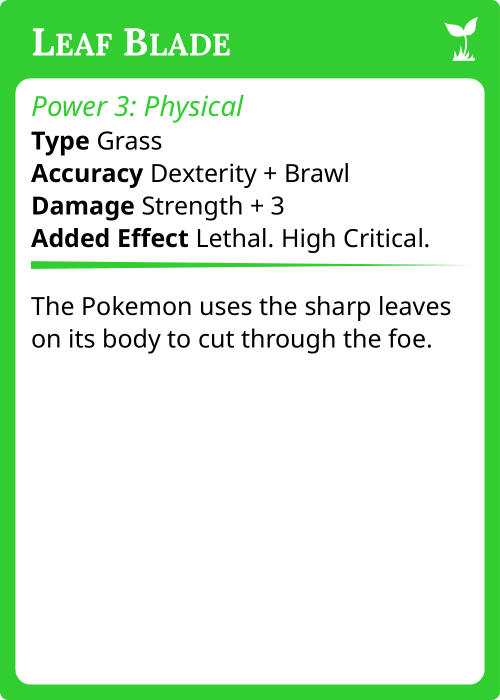 Leaf Blade
Power 3: Physical
Type Grass
Accuracy Dexterity + Brawl
Damage Strength + 3
Added Effect Lethal. High Critical.
The Pokemon uses the sharp leaves
on its body to cut through the foe.